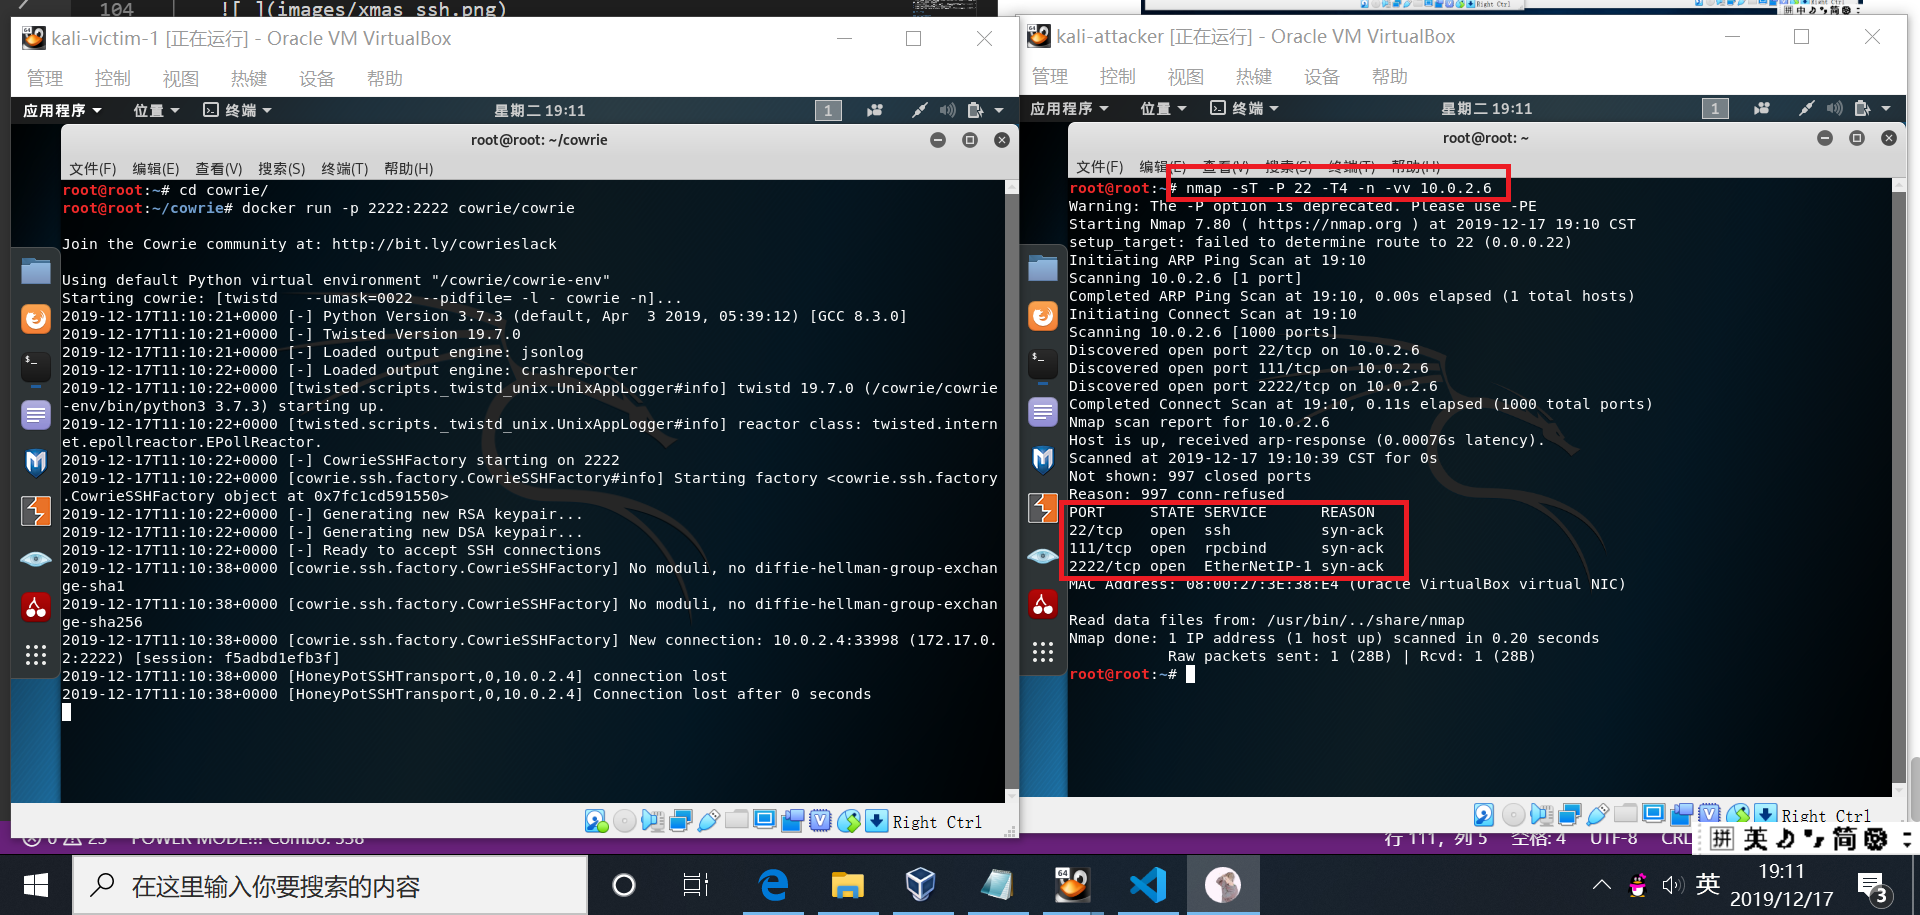 104 ![ ](images/xmas_ssh.png)
kali-victim-1 [正在运行] - Oracle VM VirtualBox
管理 控制 视图 热键 设备 帮助
应用程序 位置 终端 星期二 19:11 1
root@root: ~/cowrie
文件(F) 编辑(E) 查看(V) 搜索(S) 终端(T) 帮助(H)
root@root:~# cd cowrie/
root@root:~/cowrie# docker run -p 2222:2222 cowrie/cowrie
Join the Cowrie community at: http://bit.ly/cowrieslack
Using default Python virtual environment "/cowrie/cowrie-env"
Starting cowrie: [twistd   --umask=0022 --pidfile= -l - cowrie -n]...
2019-12-17T11:10:21+0000 [-] Python Version 3.7.3 (default, Apr  3 2019, 05:39:12) [GCC 8.3.0]
2019-12-17T11:10:21+0000 [-] Twisted Version 19.7.0
2019-12-17T11:10:21+0000 [-] Loaded output engine: jsonlog
2019-12-17T11:10:22+0000 [-] Loaded output engine: crashreporter
2019-12-17T11:10:22+0000 [twisted.scripts._twistd_unix.UnixAppLogger#info] twistd 19.7.0 (/cowrie/cowrie
-env/bin/python3 3.7.3) starting up.
2019-12-17T11:10:22+0000 [twisted.scripts._twistd_unix.UnixAppLogger#info] reactor class: twisted.intern
et.epollreactor.EPollReactor.
2019-12-17T11:10:22+0000 [-] CowrieSSHFactory starting on 2222
2019-12-17T11:10:22+0000 [cowrie.ssh.factory.CowrieSSHFactory#info] Starting factory <cowrie.ssh.factory
.CowrieSSHFactory object at 0x7fc1cd591550>
2019-12-17T11:10:22+0000 [-] Generating new RSA keypair...
2019-12-17T11:10:22+0000 [-] Generating new DSA keypair...
2019-12-17T11:10:22+0000 [-] Ready to accept SSH connections
2019-12-17T11:10:38+0000 [cowrie.ssh.factory.CowrieSSHFactory] No moduli, no diffie-hellman-group-exchan
ge-sha1
2019-12-17T11:10:38+0000 [cowrie.ssh.factory.CowrieSSHFactory] No moduli, no diffie-hellman-group-exchan
ge-sha256
2019-12-17T11:10:38+0000 [cowrie.ssh.factory.CowrieSSHFactory] New connection: 10.0.2.4:33998 (172.17.0.
2:2222) [session: f5adbd1efb3f]
2019-12-17T11:10:38+0000 [HoneyPotSSHTransport,0,10.0.2.4] connection lost
2019-12-17T11:10:38+0000 [HoneyPotSSHTransport,0,10.0.2.4] Connection lost after 0 seconds
Right Ctrl
Right Ctrl
kali-attacker [正在运行] - Oracle VM VirtualBox
管理 控制 视图 热键 设备 帮助
应用程序 位置 终端 星期二 19:11 1
root@root: ~
文件(F) 编辑(E) 查看(V) 搜索(S) 终端(T) 帮助(H)
root@root:~# nmap -sT -P 22 -T4 -n -vv 10.0.2.6
Warning: The -P option is deprecated. Please use -PE
Starting Nmap 7.80 ( https://nmap.org ) at 2019-12-17 19:10 CST
setup_target: failed to determine route to 22 (0.0.0.22)
Initiating ARP Ping Scan at 19:10
Scanning 10.0.2.6 [1 port]
Completed ARP Ping Scan at 19:10, 0.00s elapsed (1 total hosts)
Initiating Connect Scan at 19:10
Scanning 10.0.2.6 [1000 ports]
Discovered open port 22/tcp on 10.0.2.6
Discovered open port 111/tcp on 10.0.2.6
Discovered open port 2222/tcp on 10.0.2.6
Completed Connect Scan at 19:10, 0.11s elapsed (1000 total ports)
Nmap scan report for 10.0.2.6
Host is up, received arp-response (0.00076s latency).
Scanned at 2019-12-17 19:10:39 CST for 0s
Not shown: 997 closed ports
Reason: 997 conn-refused
PORT     STATE SERVICE      REASON
22/tcp   open  ssh          syn-ack
111/tcp  open  rpcbind      syn-ack
2222/tcp open  EtherNetIP-1 syn-ack
MAC Address: 08:00:27:3E:38:E4 (Oracle VirtualBox virtual NIC)
Read data files from: /usr/bin/../share/nmap
Nmap done: 1 IP address (1 host up) scanned in 0.20 seconds
Raw packets sent: 1 (28B) | Rcvd: 1 (28B)
root@root:~#
Right Ctrl
0 23 POWER MODE!!! Combo: 538 行 111, 列 5 空格: 4 UTF-8
拼 英 简
在这里输入你要搜索的内容
英 19:11
2019/12/17 3